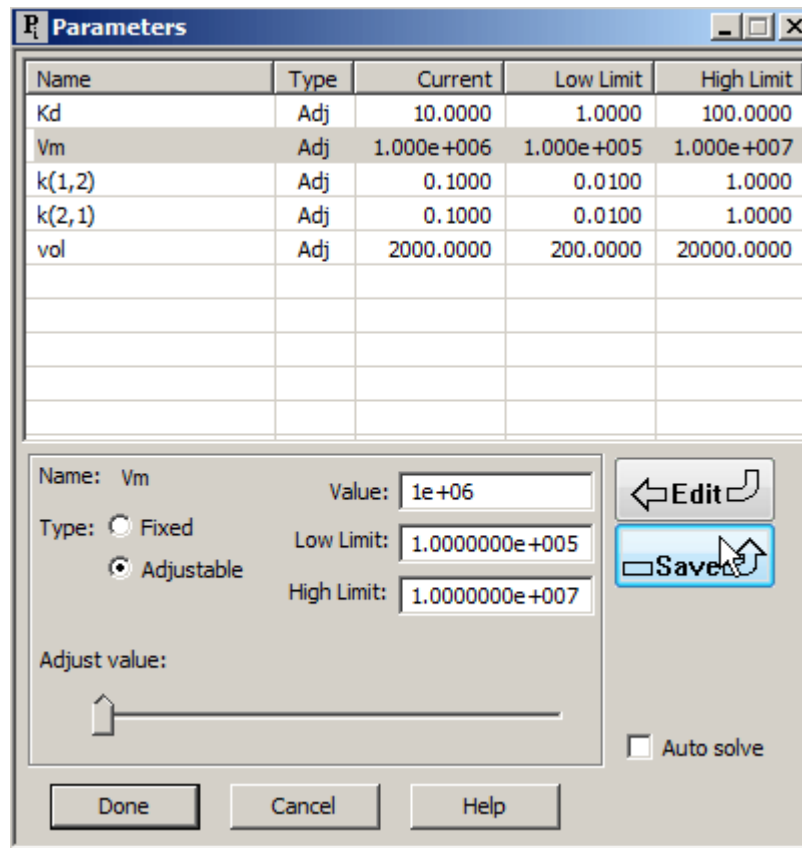 Parameters
Name Type Current Low Limit High Limit
Kd Adj 10.0000 1.0000 100.0000
Vm Adj 1.000e+006 1.000e+005 1.000e+007
k(1,2) Adj 0.1000 0.0100 1.0000
k(2,1) Adj 0.1000 0.0100 1.0000
vol Adj 2000.0000 200.0000 20000.0000
Name: Vm Value: 1e+06 Edit
Type: Fixed Low Limit: 1.0000000e+005 Save
Adjustable High Limit: 1.0000000e+007
Adjust value:
Auto solve
Done Cancel Help